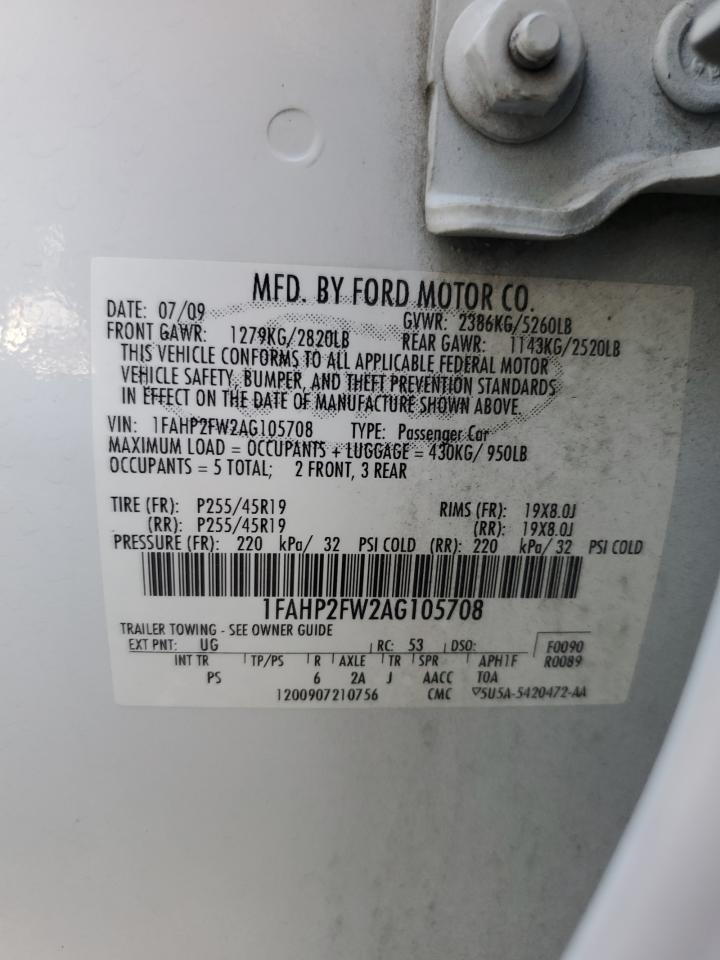 MFD. BY FORD MOTOR CO.
DATE: 07/09 GVWR: 2386KG/5260LB
FRONT GAWR: 1279KG/2820LB REAR GAWR: 1143KG/2520LB
THIS VEHICLE CONFORMS TO ALL APPLICABLE FEDERAL MOTOR
VEHICLE SAFETY, BUMPER, AND THEFT PREVENTION STANDARDS
IN EFFECT ON THE DATE OF MANUFACTURE SHOWN ABOVE.
VIN: 1FAHP2FW2AG105708 TYPE: Passenger Car
MAXIMUM LOAD = OCCUPANTS + LUGGAGE = 430KG/ 950LB
OCCUPANTS = 5 TOTAL; 2 FRONT, 3 REAR
TIRE (FR): P255/45R19 RIMS (FR): 19X8.0J
(RR): P255/45R19 (RR): 19X8.0J
PRESSURE (FR): 220 kPa/ 32 PSI COLD (RR): 220 kPa/ 32 PSI COLD
1FAHP2FW2AG105708
TRAILER TOWING - SEE OWNER GUIDE
EXT PNT: UG RC: 53 DSO: F0090
INT TR TP/PS R AXLE TR SPR APH1F R0089
PS 6 2A J AACC TOA
1200907210756 CMC ▽5U5A-5420472-AA